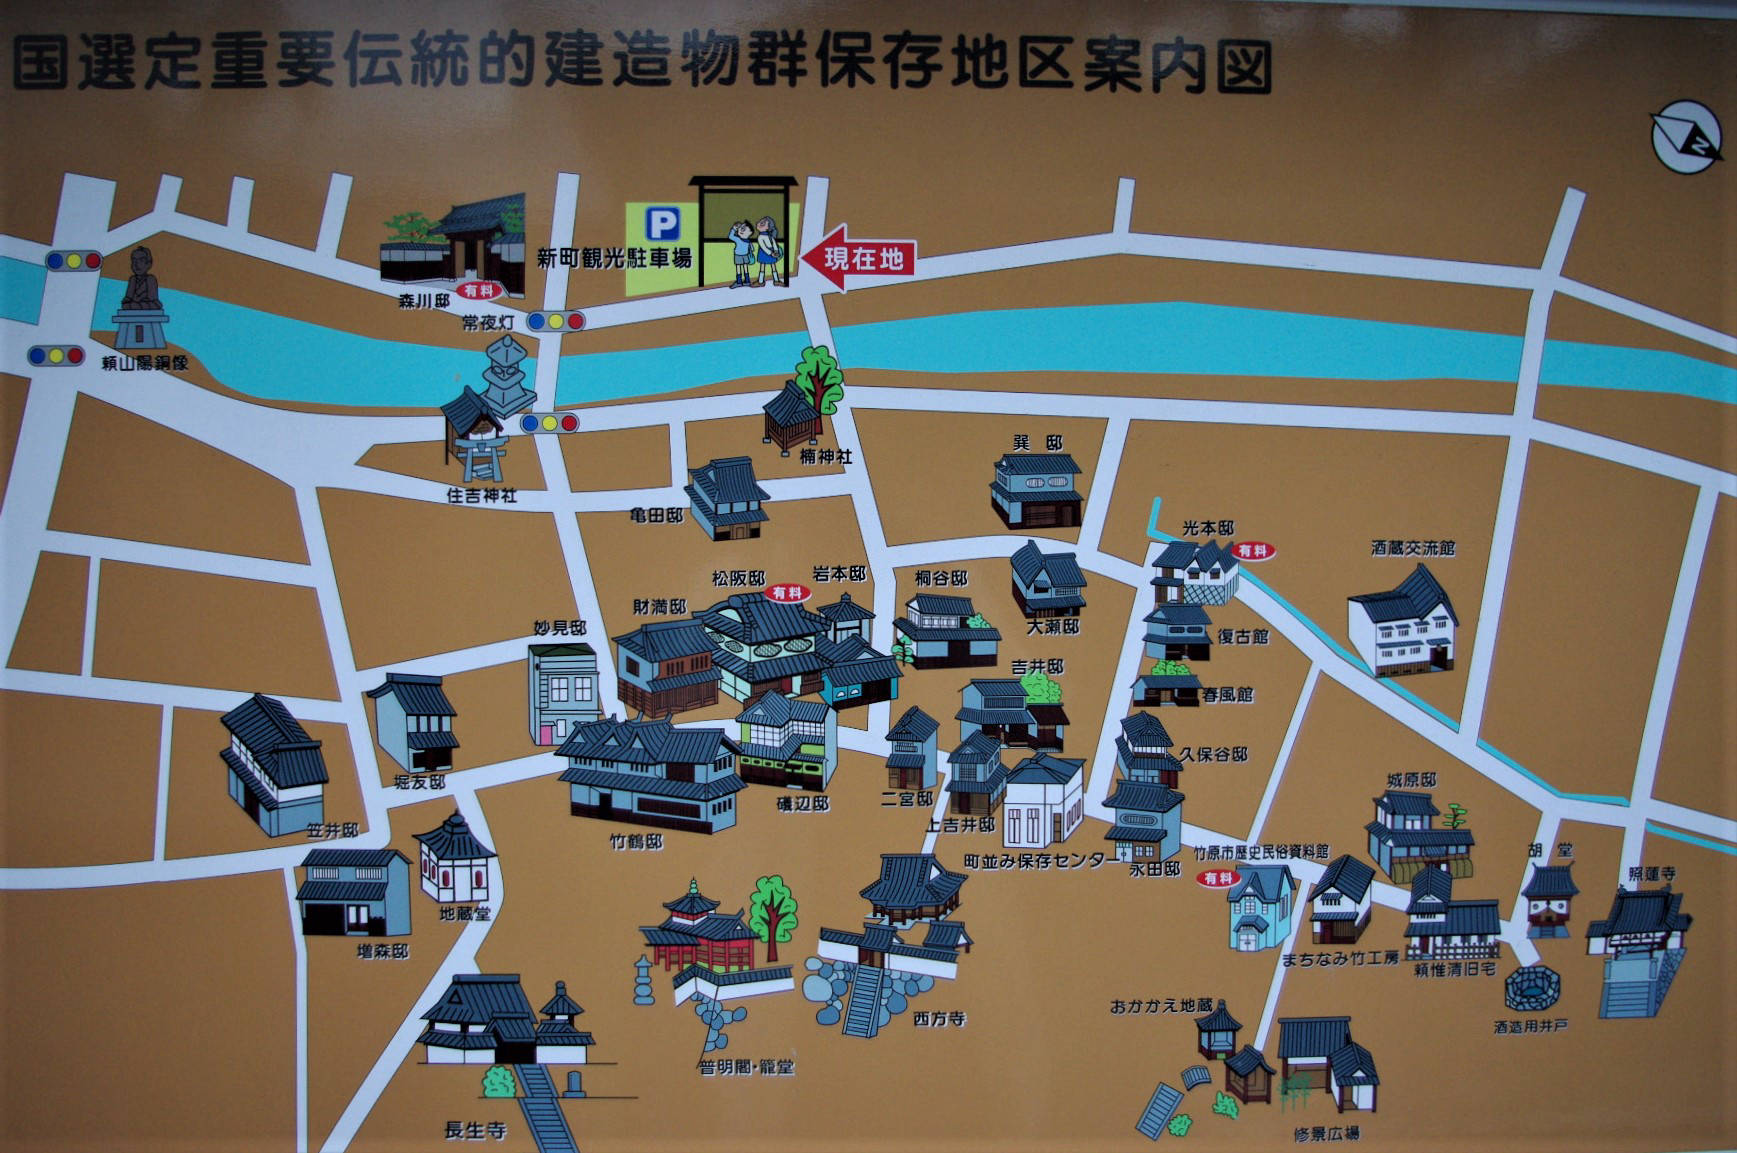 国選定重要伝統的建造物群保存地区案内図
N
P
新町観光駐車場
現在地
森川邸
有料
常夜灯
頼山陽銅像
住吉神社
楠神社
巽 邸
亀田邸
光本邸
有料
酒蔵交流館
松阪邸
有料
岩本邸
桐谷邸
財満邸
大瀬邸
復古館
妙見邸
吉井邸
春風館
久保谷邸
堀友邸
磯辺邸
二宮邸
上吉井邸
城原邸
笠井邸
竹鶴邸
町並み保存センター
永田邸
竹原市歴史民俗資料館
有料
胡 堂
照蓮寺
地蔵堂
増森邸
まちなみ竹工房
頼惟清旧宅
西方寺
おかかえ地蔵
酒造用井戸
普明閣・籠堂
長生寺
修景広場